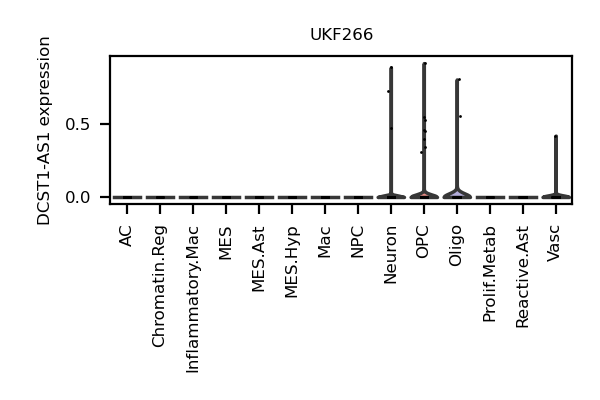 UKF266
DCST1-AS1 expression
0.5
0.0
AC
Chromatin.Reg
Inflammatory.Mac
MES
MES.Ast
MES.Hyp
Mac
NPC
Neuron
OPC
Oligo
Prolif.Metab
Reactive.Ast
Vasc